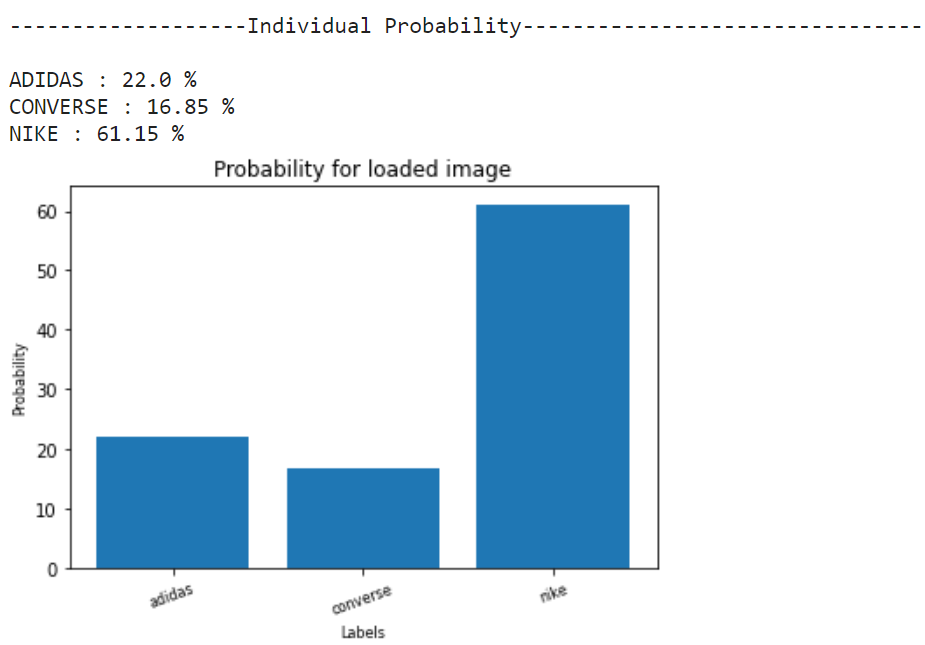 -------------------Individual Probability--------------------------------
ADIDAS : 22.0 %
CONVERSE : 16.85 %
NIKE : 61.15 %
Probability for loaded image
60
50
40
30
20
10
0
Probability
adidas converse nike
Labels